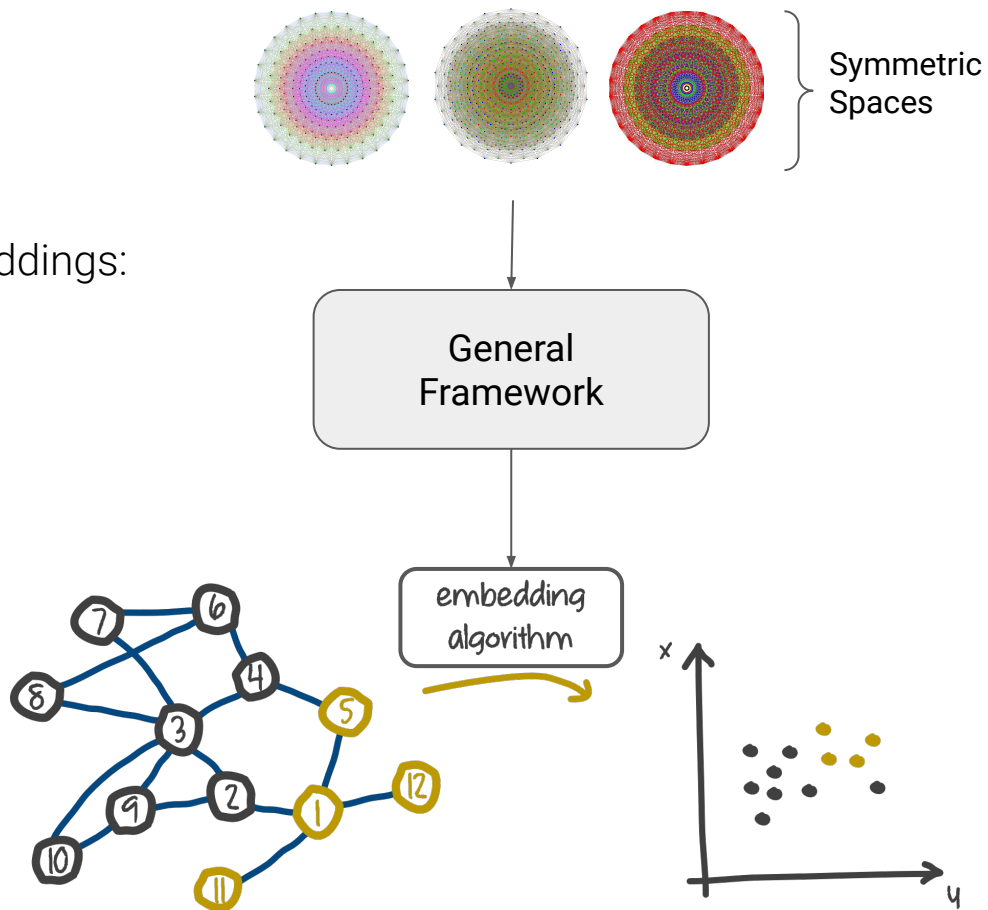 Symmetric
Spaces
ddings:
General
Framework
embedding
algorithm
7
6
8
4
5
3
12
9
2
1
10
11
x
y